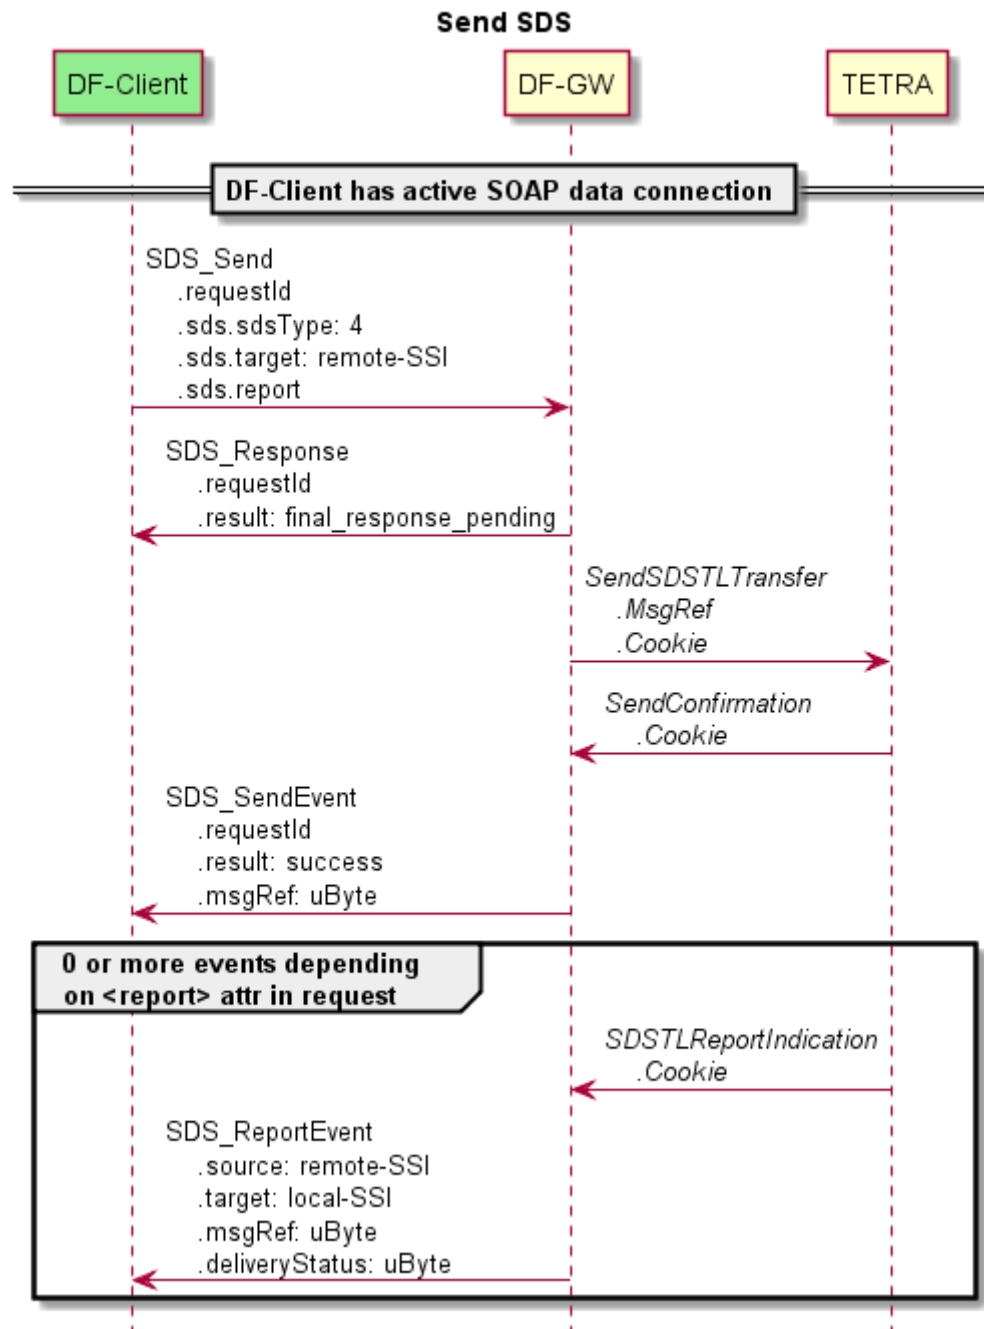 Send SDS
DF-Client
DF-GW
TETRA
DF-Client has active SOAP data connection
SDS_Send
.requestId
.sds.sdsType: 4
.sds.target: remote-SSI
.sds.report
SDS_Response
.requestId
.result: final_response_pending
SendSDSTLTransfer
.MsgRef
.Cookie
SendConfirmation
.Cookie
SDS_SendEvent
.requestId
.result: success
.msgRef: uByte
0 or more events depending
on <report> attr in request
SDSTLReportIndication
.Cookie
SDS_ReportEvent
.source: remote-SSI
.target: local-SSI
.msgRef: uByte
.deliveryStatus: uByte